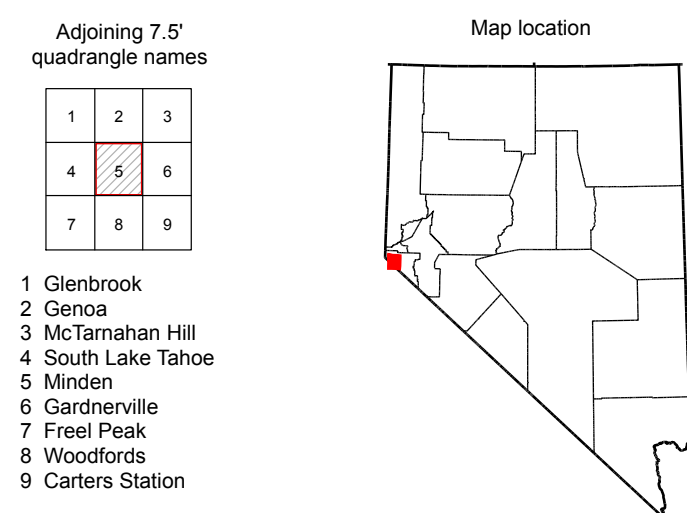 Adjoining 7.5'
quadrangle names
1 2 3
4 5 6
7 8 9
1 Glenbrook
2 Genoa
3 McTarnahan Hill
4 South Lake Tahoe
5 Minden
6 Gardnerville
7 Freel Peak
8 Woodfords
9 Carters Station
Map location